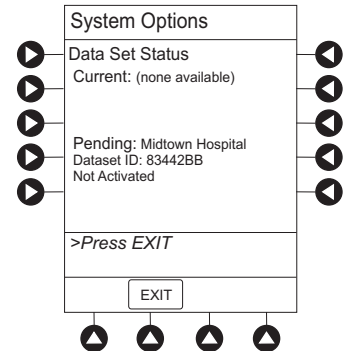 System Options
Data Set Status
Current: (none available)
Pending: Midtown Hospital
Dataset ID: 83442BB
Not Activated
>Press EXIT
EXIT